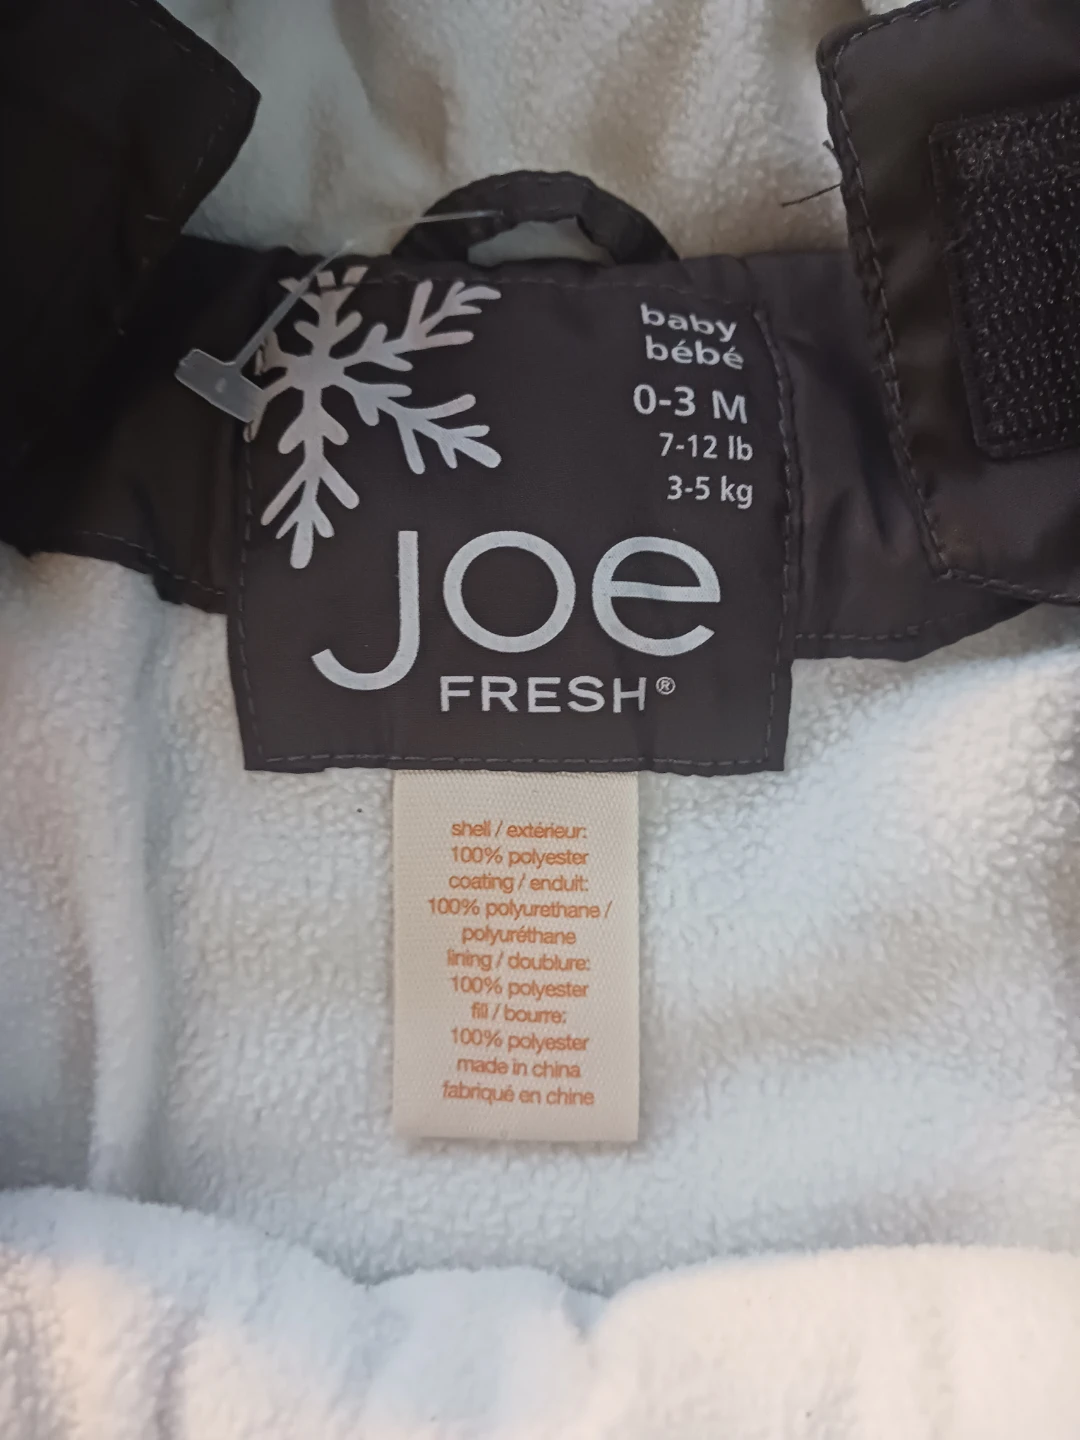 baby
bébé
0-3 M
7-12 lb
3-5 kg
joe
FRESH®
shell / extérieur:
100% polyester
coating / enduit:
100% polyurethane /
polyuréthane
lining / doublure:
100% polyester
fill / bourre:
100% polyester
made in china
fabriqué en chine